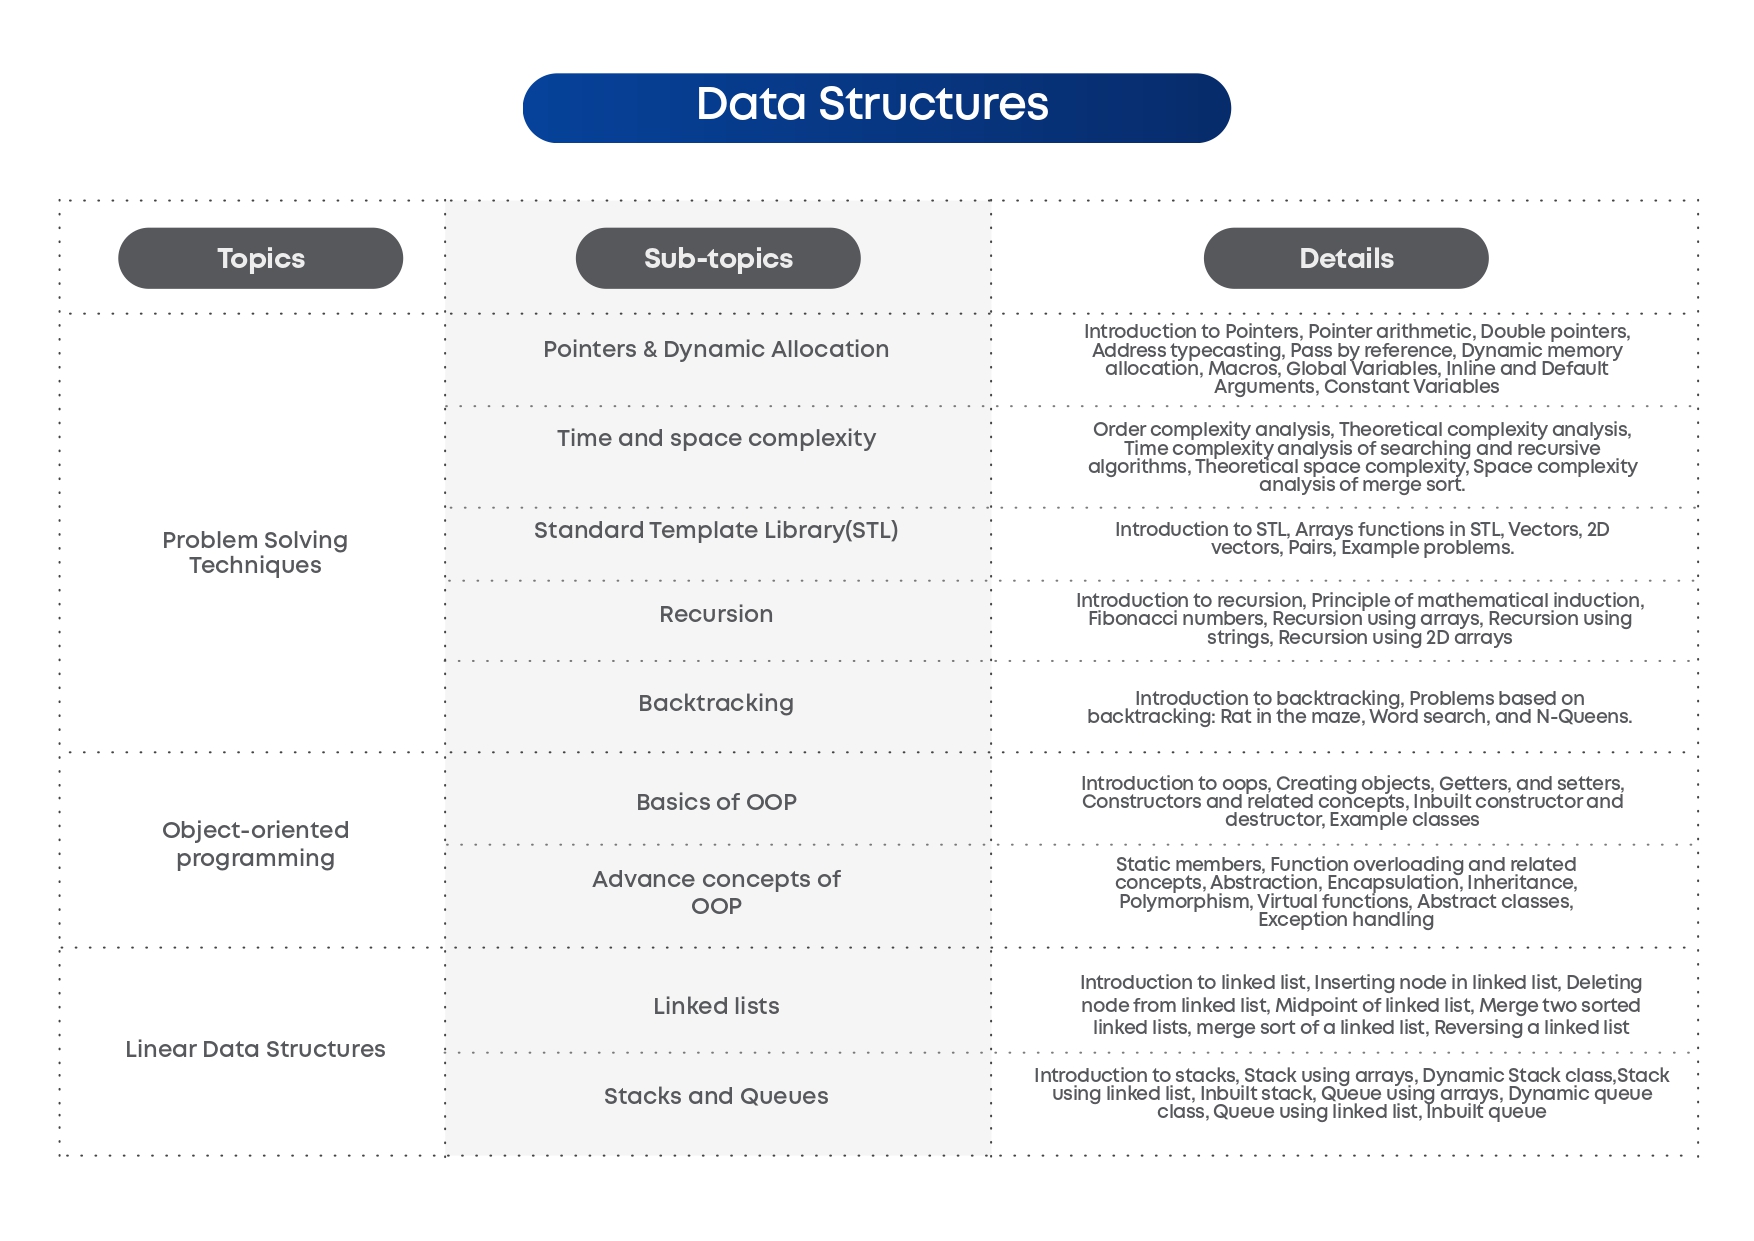 Data Structures
Topics
Sub-topics
Details
Problem Solving
Techniques
Pointers & Dynamic Allocation
Introduction to Pointers, Pointer arithmetic, Double pointers,
Address typecasting, Pass by reference, Dynamic memory
allocation, Macros, Global Variables, Inline and Default
Arguments, Constant Variables
Time and space complexity
Order complexity analysis, Theoretical complexity analysis,
Time complexity analysis of searching and recursive
algorithms, Theoretical space complexity, Space complexity
analysis of merge sort.
Standard Template Library(STL)
Introduction to STL, Arrays functions in STL, Vectors, 2D
vectors, Pairs, Example problems.
Recursion
Introduction to recursion, Principle of mathematical induction,
Fibonacci numbers, Recursion using arrays, Recursion using
strings, Recursion using 2D arrays
Backtracking
Introduction to backtracking, Problems based on
backtracking: Rat in the maze, Word search, and N-Queens.
Object-oriented
programming
Basics of OOP
Introduction to oops, Creating objects, Getters, and setters,
Constructors and related concepts, Inbuilt constructor and
destructor, Example classes
Advance concepts of
OOP
Static members, Function overloading and related
concepts, Abstraction, Encapsulation, Inheritance,
Polymorphism, Virtual functions, Abstract classes,
Exception handling
Linear Data Structures
Linked lists
Introduction to linked list, Inserting node in linked list, Deleting
node from linked list, Midpoint of linked list, Merge two sorted
linked lists, merge sort of a linked list, Reversing a linked list
Stacks and Queues
Introduction to stacks, Stack using arrays, Dynamic Stack class,Stack
using linked list, Inbuilt stack, Queue using arrays, Dynamic queue
class, Queue using linked list, Inbuilt queue